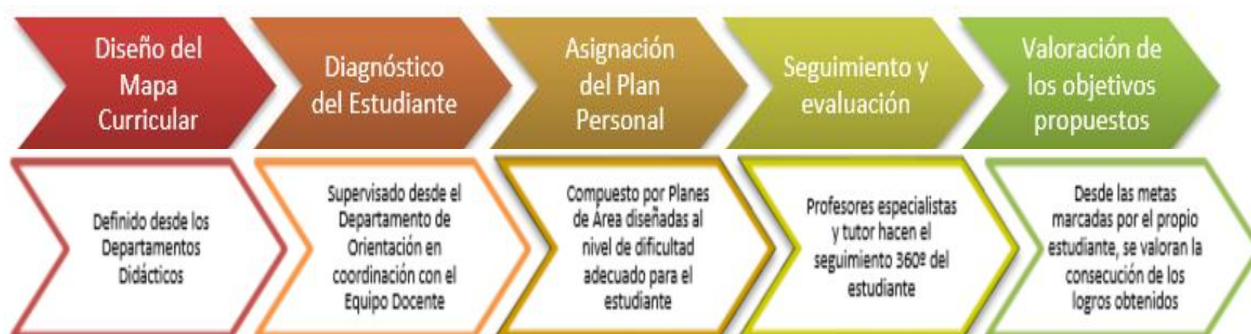 Diseño del
Mapa
Curricular
Diagnóstico
del Estudiante
Asignación
del Plan
Personal
Seguimiento y
evaluación
Valoración de
los objetivos
propuestos
Definido desde los
Departamentos
Didácticos
Supervisado desde el
Departamento de
Orientación en
coordinación con el
Equipo Docente
Compuesto por Planes
de Área diseñadas al
nivel de dificultad
adecuado para el
estudiante
Profesores especialistas
y tutor hacen el
seguimiento 360º del
estudiante
Desde las metas
marcadas por el propio
estudiante, se valoran la
consecución de los
logros obtenidos